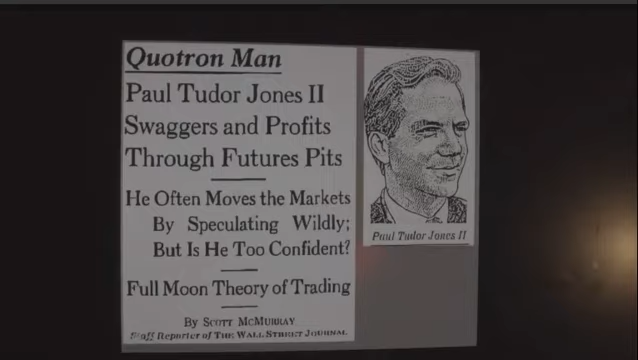 Quotron Man
Paul Tudor Jones II
Swaggers and Profits
Through Futures Pits
He Often Moves the Markets
By Speculating Wildly;
But Is He Too Confident?
Full Moon Theory of Trading
By SCOTT MCMURRAY
Staff Reporter of THE WALL STREET JOURNAL
Paul Tudor Jones II